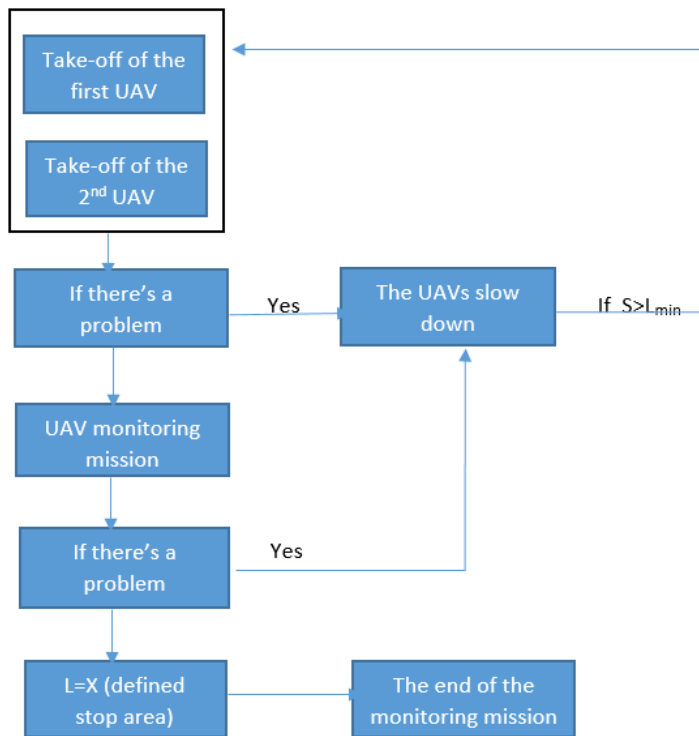 Take-off of the
first UAV
Take-off of the
2nd UAV
If there's a
problem
Yes
The UAVs slow
down
If S>Lmin
UAV monitoring
mission
If there's a
problem
Yes
L=X (defined
stop area)
The end of the
monitoring mission